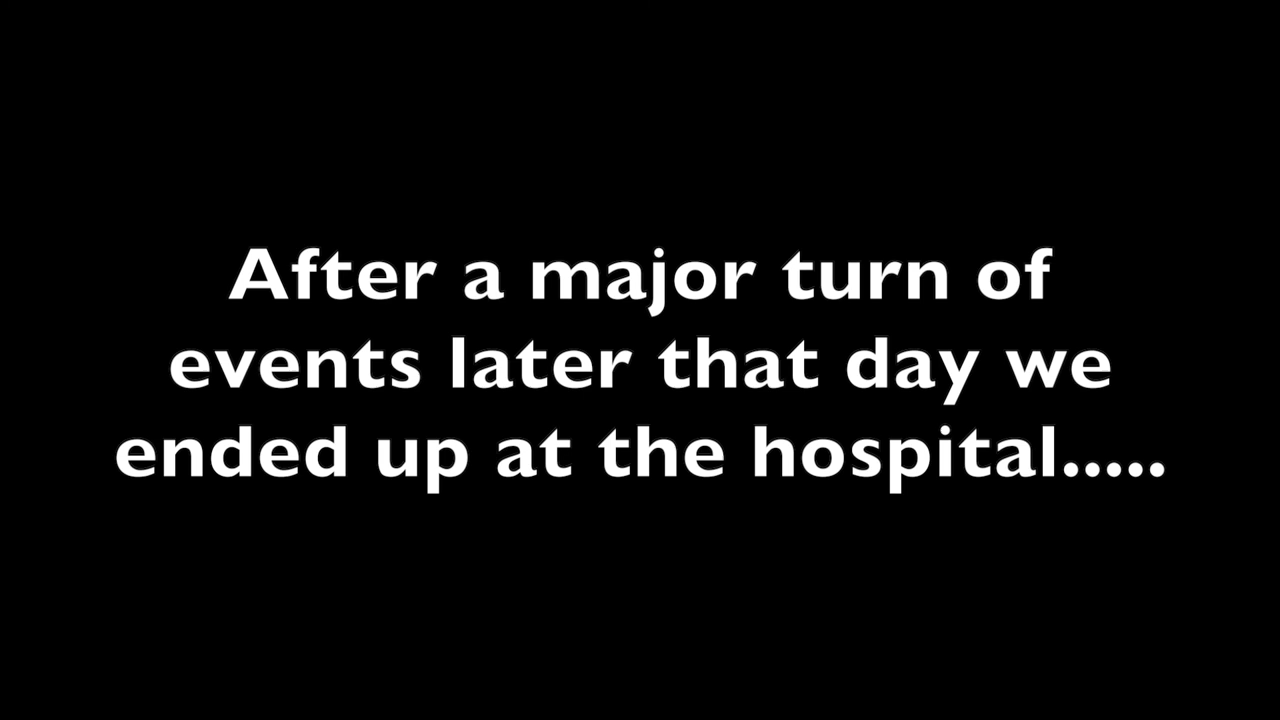 After a major turn of
events later that day we
ended up at the hospital.....